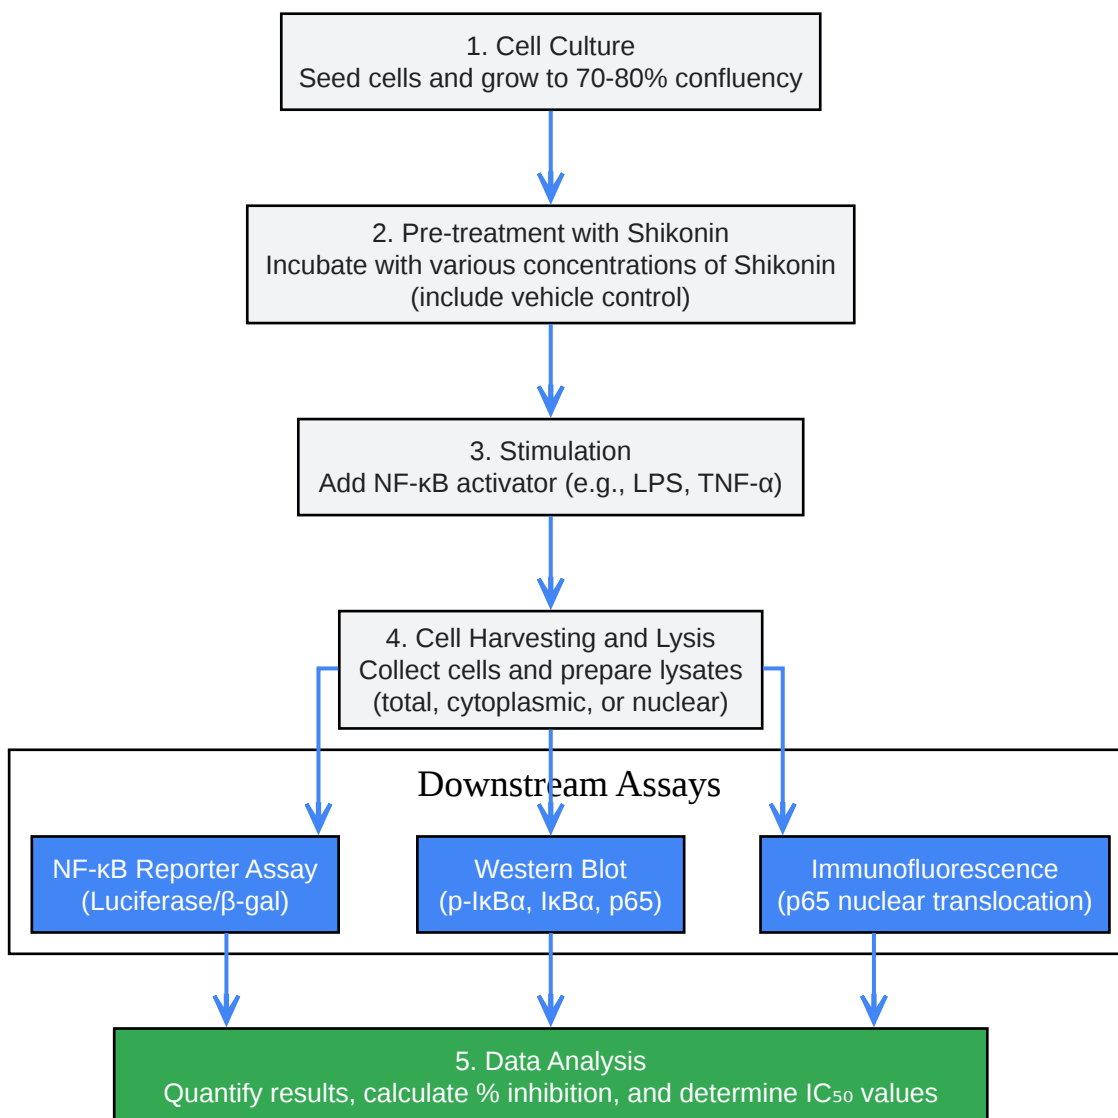 1. Cell Culture
Seed cells and grow to 70-80% confluency
2. Pre-treatment with Shikonin
Incubate with various concentrations of Shikonin
(include vehicle control)
3. Stimulation
Add NF-κB activator (e.g., LPS, TNF-α)
4. Cell Harvesting and Lysis
Collect cells and prepare lysates
(total, cytoplasmic, or nuclear)
Downstream Assays
NF-κB Reporter Assay
(Luciferase/β-gal)
Western Blot
(p-IκBα, IκBα, p65)
Immunofluorescence
(p65 nuclear translocation)
5. Data Analysis
Quantify results, calculate % inhibition, and determine IC₅₀ values